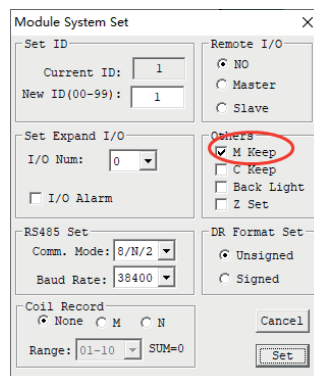 Module System Set
Set ID
Current ID: 1
New ID(00-99): 1
Remote I/O
NO
Master
Slave
Set Expand I/O
I/O Num: 0
I/O Alarm
Others
M Keep
C Keep
Back Light
Z Set
RS485 Set
Comm. Mode: 8/N/2
Baud Rate: 38400
DR Format Set
Unsigned
Signed
Coil Record
None M N
Range: 01-10 SUM=0
Cancel
Set